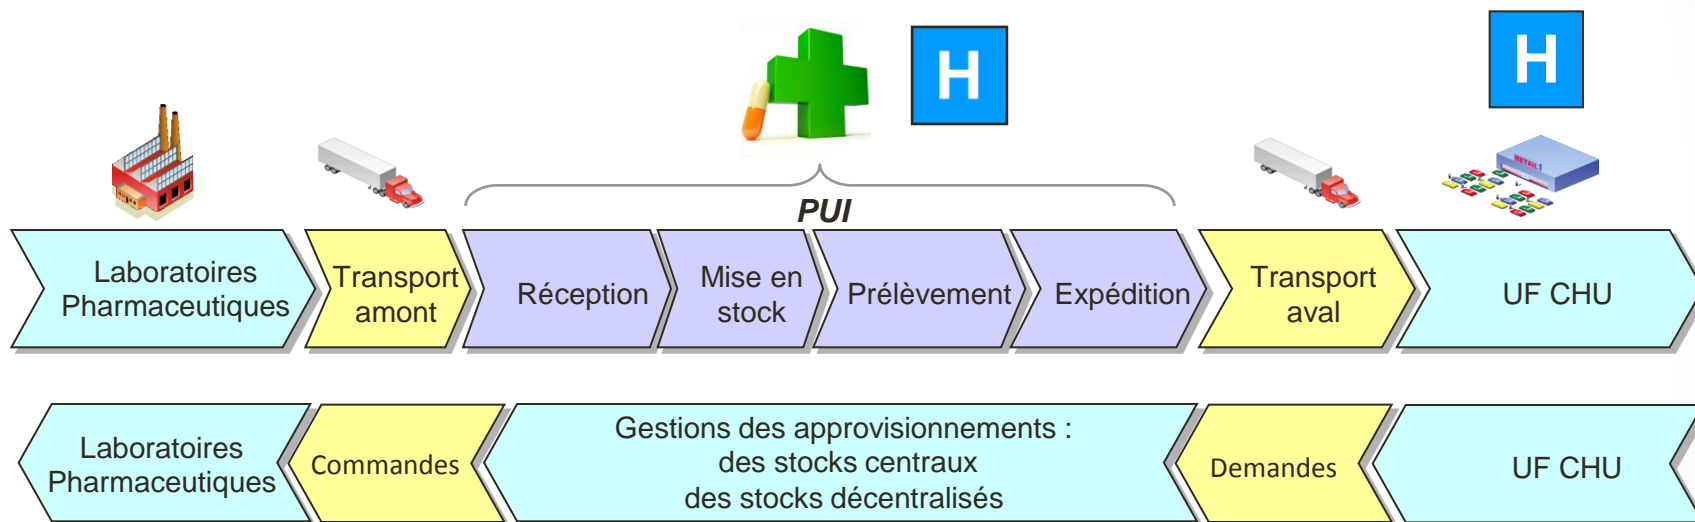 H
H
RETAIL
PUI
Laboratoires
Pharmaceutiques
Transport
amont
Réception
Mise en
stock
Prélèvement
Expédition
Transport
aval
UF CHU
Laboratoires
Pharmaceutiques
Commandes
Gestions des approvisionnements :
des stocks centraux
des stocks décentralisés
Demandes
UF CHU